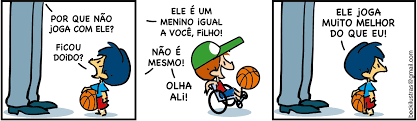 POR QUE NÃO
JOGA COM ELE?
FICOU
DOIDO?
ELE É UM
MENINO IGUAL
A VOCÊ, FILHO!
NÃO É
MESMO!
OLHA
ALI!
ELE JOGA
MUITO MELHOR
DO QUE EU!